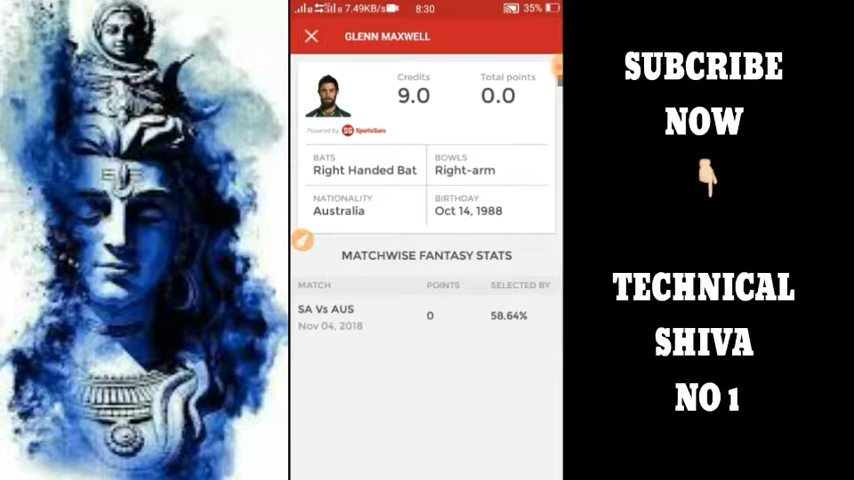 7.49KB/s 8:30 35%
GLENN MAXWELL
Credits Total points
9.0 0.0
Powered by SportsGuru
BATS BOWLS
Right Handed Bat Right-arm
NATIONALITY BIRTHDAY
Australia Oct 14, 1988
MATCHWISE FANTASY STATS
MATCH POINTS SELECTED BY
SA Vs AUS 0 58.64%
Nov 04, 2018
SUBCRIBE
NOW
TECHNICAL
SHIVA
NO 1